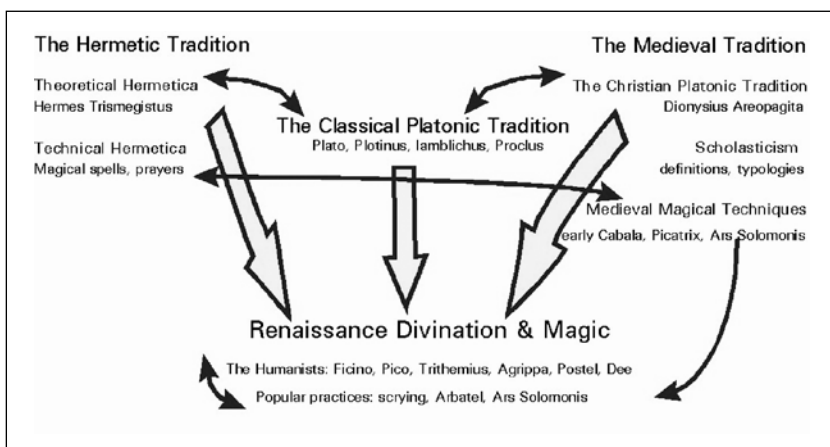 The Hermetic Tradition
The Medieval Tradition
Theoretical Hermetica
Hermes Trismegistus
The Christian Platonic Tradition
Dionysius Areopagita
The Classical Platonic Tradition
Plato, Plotinus, Iamblichus, Proclus
Technical Hermetica
Magical spells, prayers
Scholasticism
definitions, typologies
Medieval Magical Techniques
early Cabala, Picatrix, Ars Solomonis
Renaissance Divination & Magic
The Humanists: Ficino, Pico, Trithemius, Agrippa, Postel, Dee
Popular practices: scrying, Arbatel, Ars Solomonis